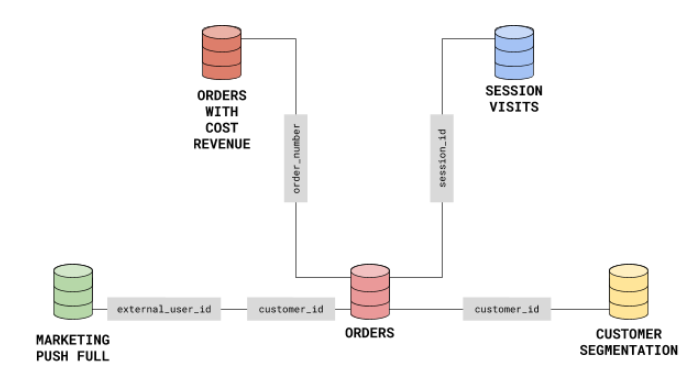 ORDERS
WITH
COST
REVENUE
SESSION
VISITS
order_number
session_id
external_user_id
customer_id
customer_id
MARKETING
PUSH FULL
ORDERS
CUSTOMER
SEGMENTATION